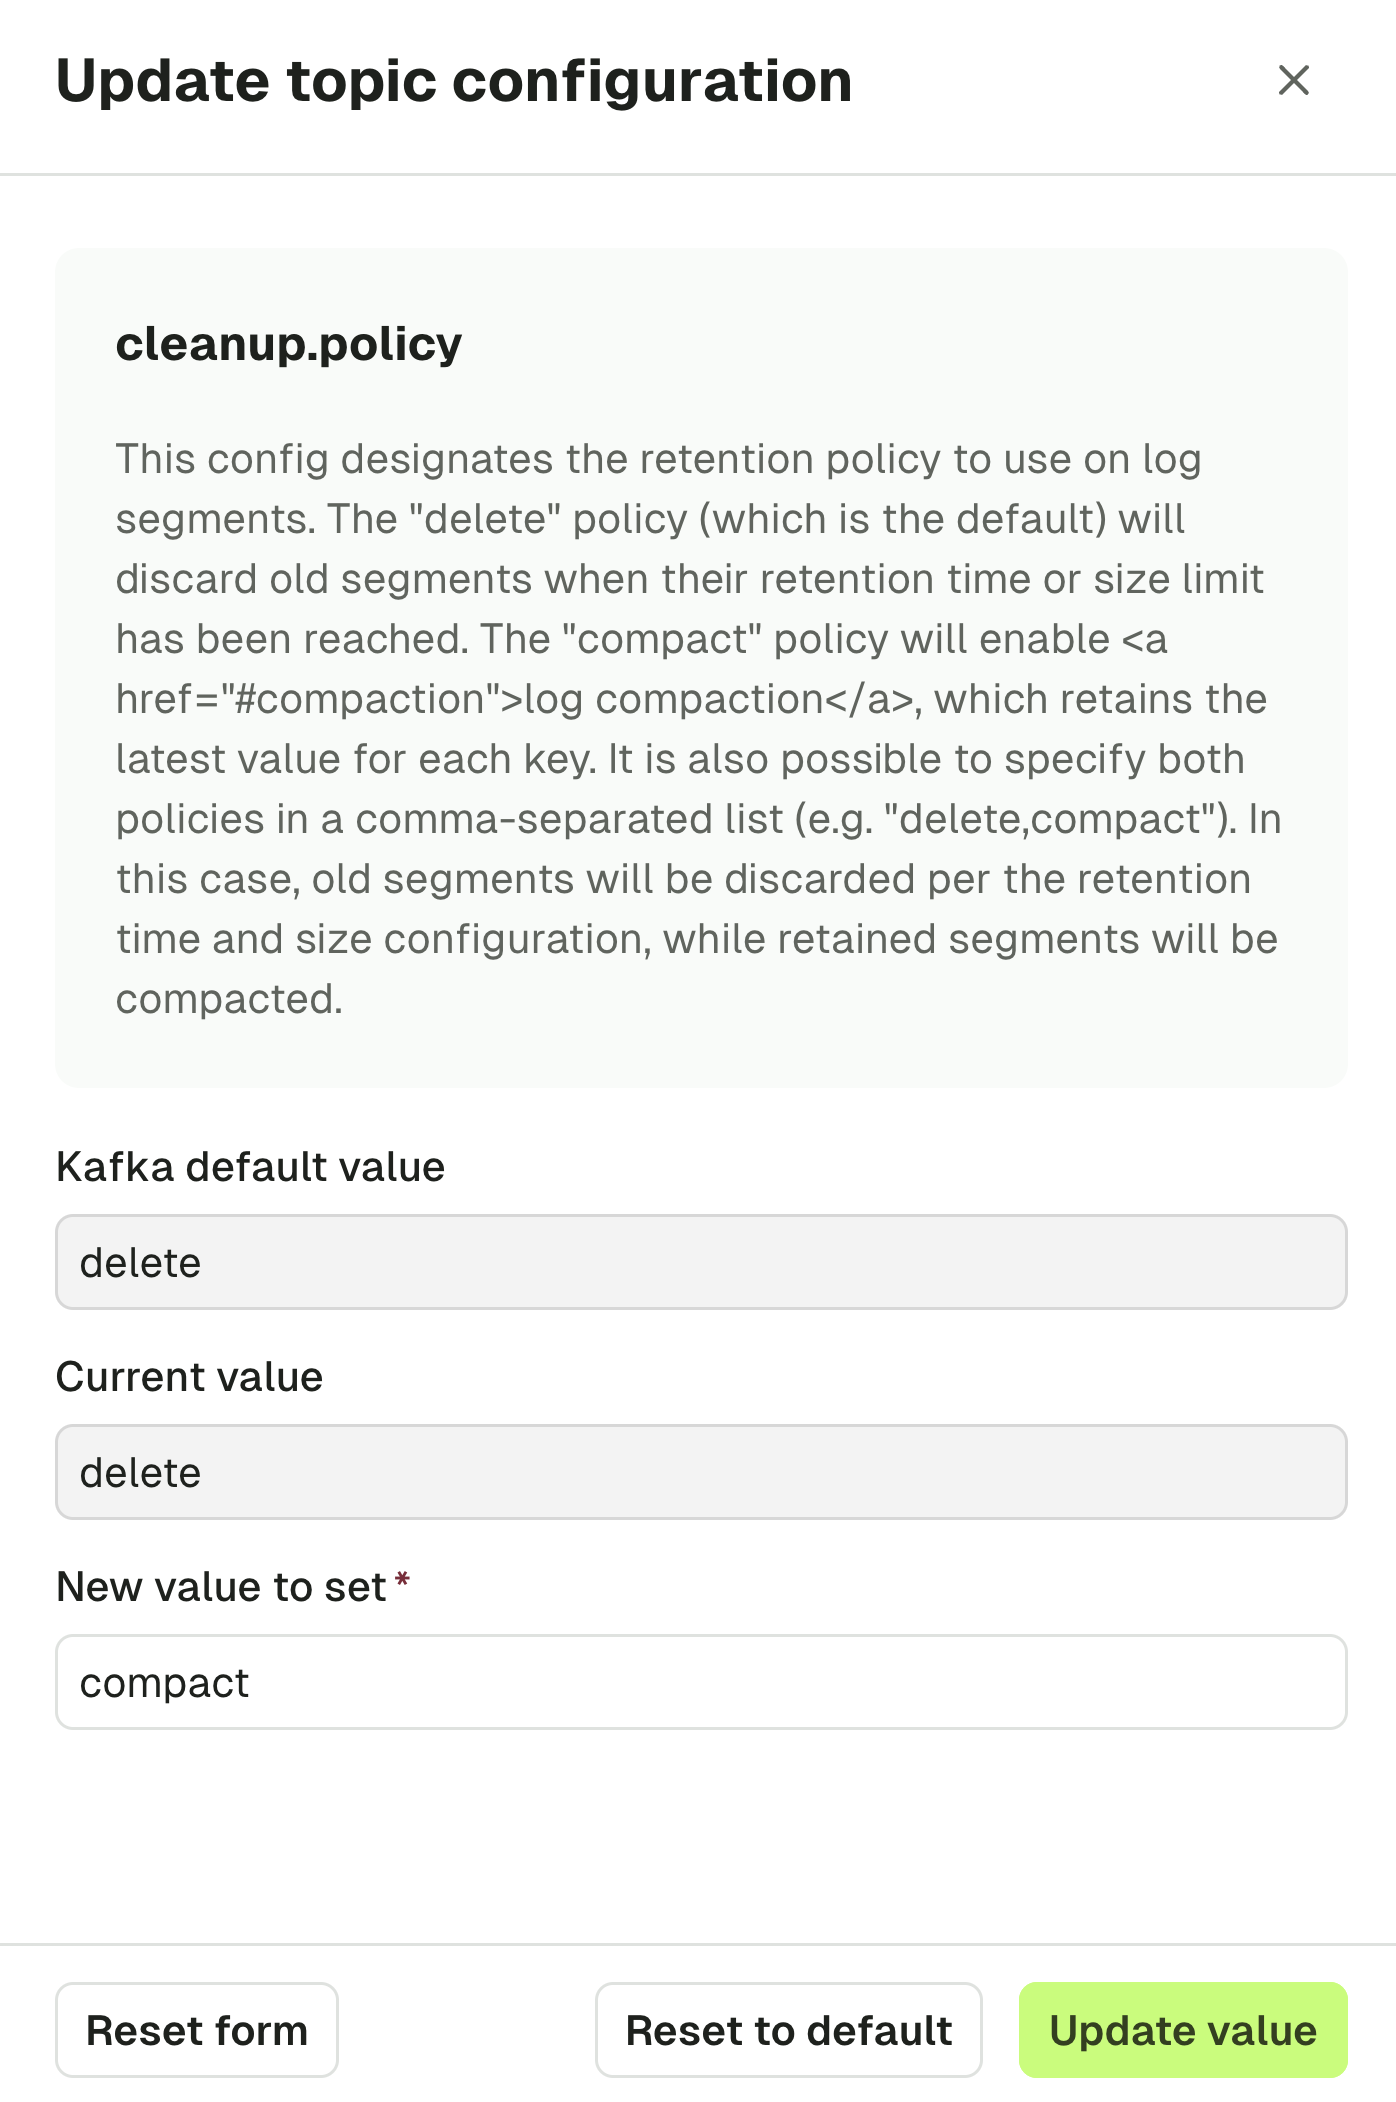 Update topic configuration
cleanup.policy
This config designates the retention policy to use on log
segments. The "delete" policy (which is the default) will
discard old segments when their retention time or size limit
has been reached. The "compact" policy will enable <a
href="#compaction">log compaction</a>, which retains the
latest value for each key. It is also possible to specify both
policies in a comma-separated list (e.g. "delete,compact"). In
this case, old segments will be discarded per the retention
time and size configuration, while retained segments will be
compacted.
Kafka default value
delete
Current value
delete
New value to set *
compact
Reset form
Reset to default
Update value